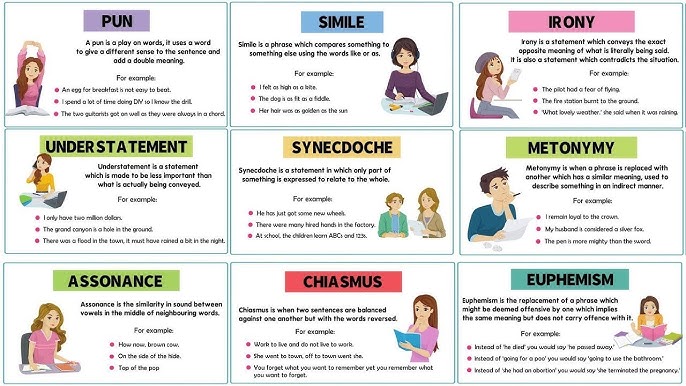 PUN
A pun is a play on words, it uses a word
to give a different sense to the sentence and
add a double meaning.
For example:
An egg for breakfast is not easy to beat.
I spend a lot of time doing DIY so I know the drill.
The two guitarists got on well as they were always in a chord.
SIMILE
Simile is a phrase which compares something to
something else using the words like or as.
For example:
I felt as high as a kite.
The dog is as fit as a fiddle.
Her hair was as golden as the sun
IRONY
Irony is a statement which conveys the exact
opposite meaning of what is literally being said.
It is also a statement which contradicts the situation.
For example:
The pilot had a fear of flying.
The fire station burnt to the ground.
'What lovely weather.' she said when it was raining.
UNDERSTATEMENT
Understatement is a statement
which is made to be less important than
what is actually being conveyed.
For example:
I only have two million dollars.
The grand canyon is a hole in the ground.
There was a flood in the town, it must have rained a bit in the night.
SYNECDOCHE
Synecdoche is a statement in which only part of
something is expressed to relate to the whole.
For example:
He has just got some new wheels.
There were many hired hands in the factory.
At school, the children learn ABCs and 123s.
METONYMY
Metonymy is when a phrase is replaced with
another which has a similar meaning, used to
describe something in an indirect manner.
For example:
I remain loyal to the crown.
My husband is considered a silver fox.
The pen is more mighty than the sword.
ASSONANCE
Assonance is the similarity in sound between
vowels in the middle of neighbouring words.
For example:
How now, brown cow.
On the side of the hide.
Top of the pop
CHIASMUS
Chiasmus is when two sentences are balanced
against one another but with the words reversed.
For example:
Work to live and do not live to work.
She went to town, off to town she went.
You forget what you want to remember yet you remember what
you want to forget.
EUPHEMISM
Euphemism is the replacement of a phrase which
might be deemed offensive by one which implies
the same meaning but does not carry offence with it.
For example:
Instead of 'he died' you would say 'he passed away.'
Instead of 'going for a poo' you would say 'going to use the bathroom.'
Instead of 'she had an abortion' you would say 'she terminated the pregnancy.'